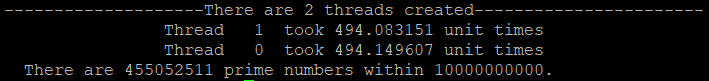 --------------------There are 2 threads created-----------------------
Thread 1 took 494.083151 unit times
Thread 0 took 494.149607 unit times
There are 455052511 prime numbers within 10000000000.